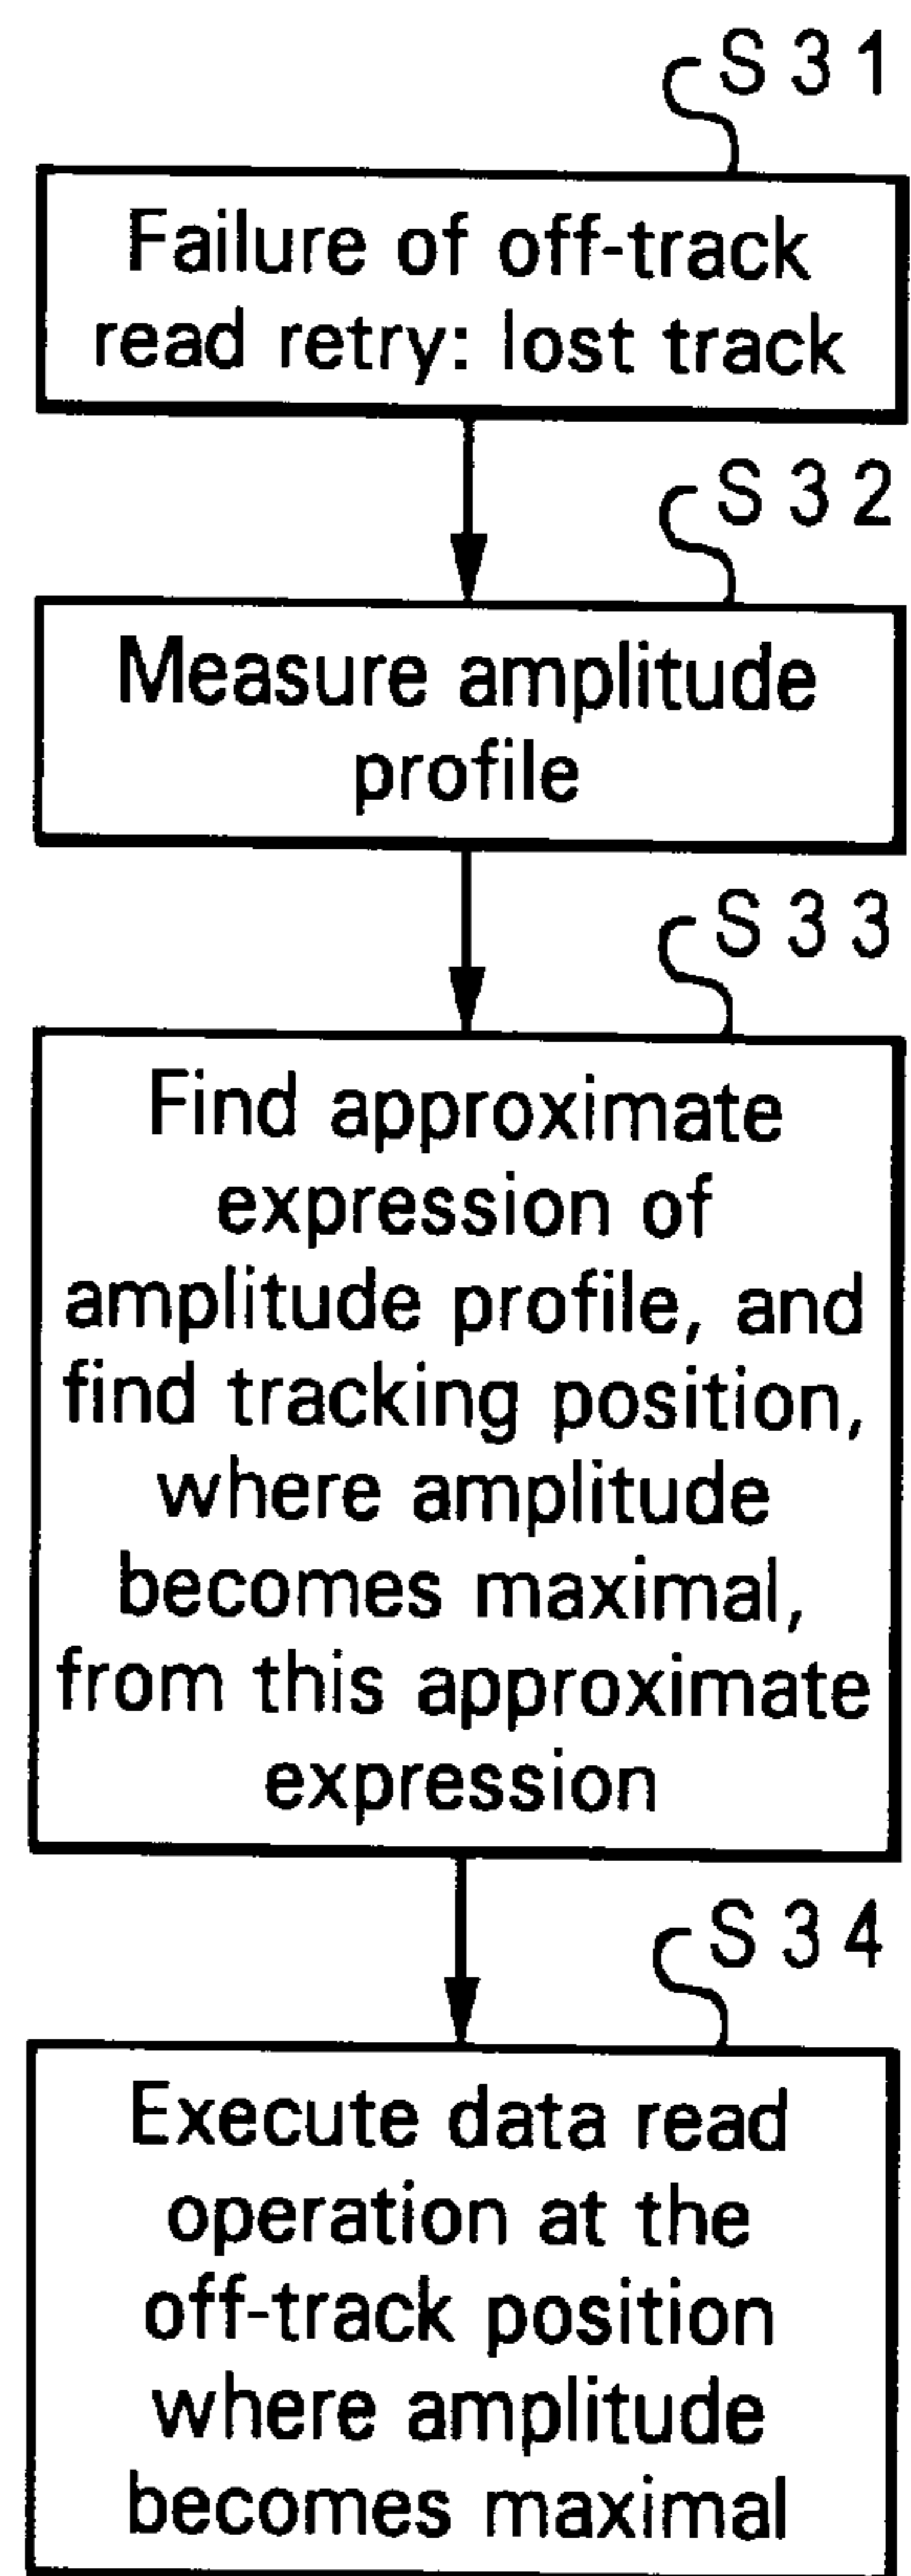 S31
Failure of off-track
read retry: lost track
S32
Measure amplitude
profile
S33
Find approximate
expression of
amplitude profile, and
find tracking position,
where amplitude
becomes maximal,
from this approximate
expression
S34
Execute data read
operation at the
off-track position
where amplitude
becomes maximal